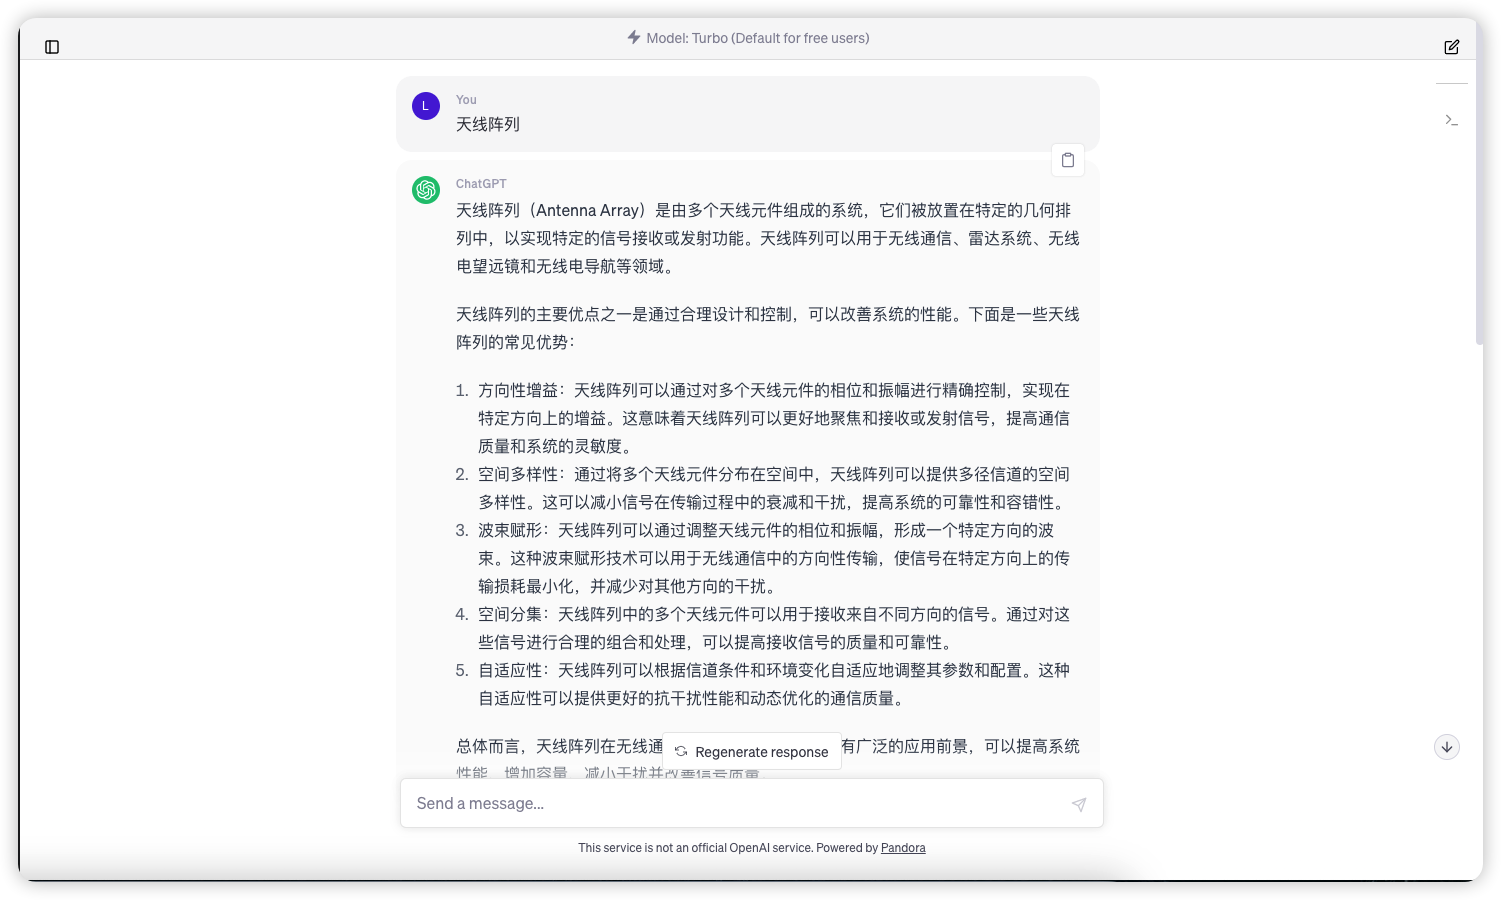 Model: Turbo (Default for free users)
L
You
天线阵列
ChatGPT
天线阵列（Antenna Array）是由多个天线元件组成的系统，它们被放置在特定的几何排
列中，以实现特定的信号接收或发射功能。天线阵列可以用于无线通信、雷达系统、无线
电望远镜和无线电导航等领域。
天线阵列的主要优点之一是通过合理设计和控制，可以改善系统的性能。下面是一些天线
阵列的常见优势：
1. 方向性增益：天线阵列可以通过对多个天线元件的相位和振幅进行精确控制，实现在
特定方向上的增益。这意味着天线阵列可以更好地聚焦和接收或发射信号，提高通信
质量和系统的灵敏度。
2. 空间多样性：通过将多个天线元件分布在空间中，天线阵列可以提供多径信道的空间
多样性。这可以减小信号在传输过程中的衰减和干扰，提高系统的可靠性和容错性。
3. 波束赋形：天线阵列可以通过调整天线元件的相位和振幅，形成一个特定方向的波
束。这种波束赋形技术可以用于无线通信中的方向性传输，使信号在特定方向上的传
输损耗最小化，并减少对其他方向的干扰。
4. 空间分集：天线阵列中的多个天线元件可以用于接收来自不同方向的信号。通过对这
些信号进行合理的组合和处理，可以提高接收信号的质量和可靠性。
5. 自适应性：天线阵列可以根据信道条件和环境变化自适应地调整其参数和配置。这种
自适应性可以提供更好的抗干扰性能和动态优化的通信质量。
总体而言，天线阵列在无线通 有广泛的应用前景，可以提高系统
Regenerate response
性能、增加容量、减小干扰并改善信号质量。
Send a message...
This service is not an official OpenAI service. Powered by Pandora